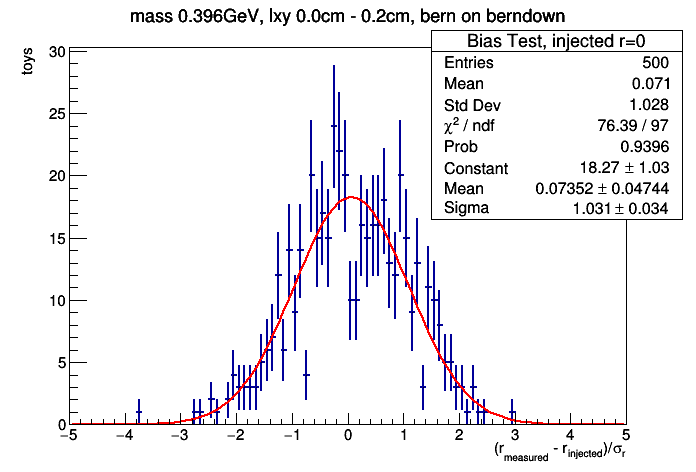 mass 0.396GeV, lxy 0.0cm - 0.2cm, bern on berndown
Bias Test, injected r=0
Entries 500
Mean 0.071
Std Dev 1.028
χ² / ndf 76.39 / 97
Prob 0.9396
Constant 18.27 ± 1.03
Mean 0.07352 ± 0.04744
Sigma 1.031 ± 0.034
toys
30
25
20
15
10
5
0
−5 −4 −3 −2 −1 0 1 2 3 4 5
(r_measured - r_injected)/σ_r